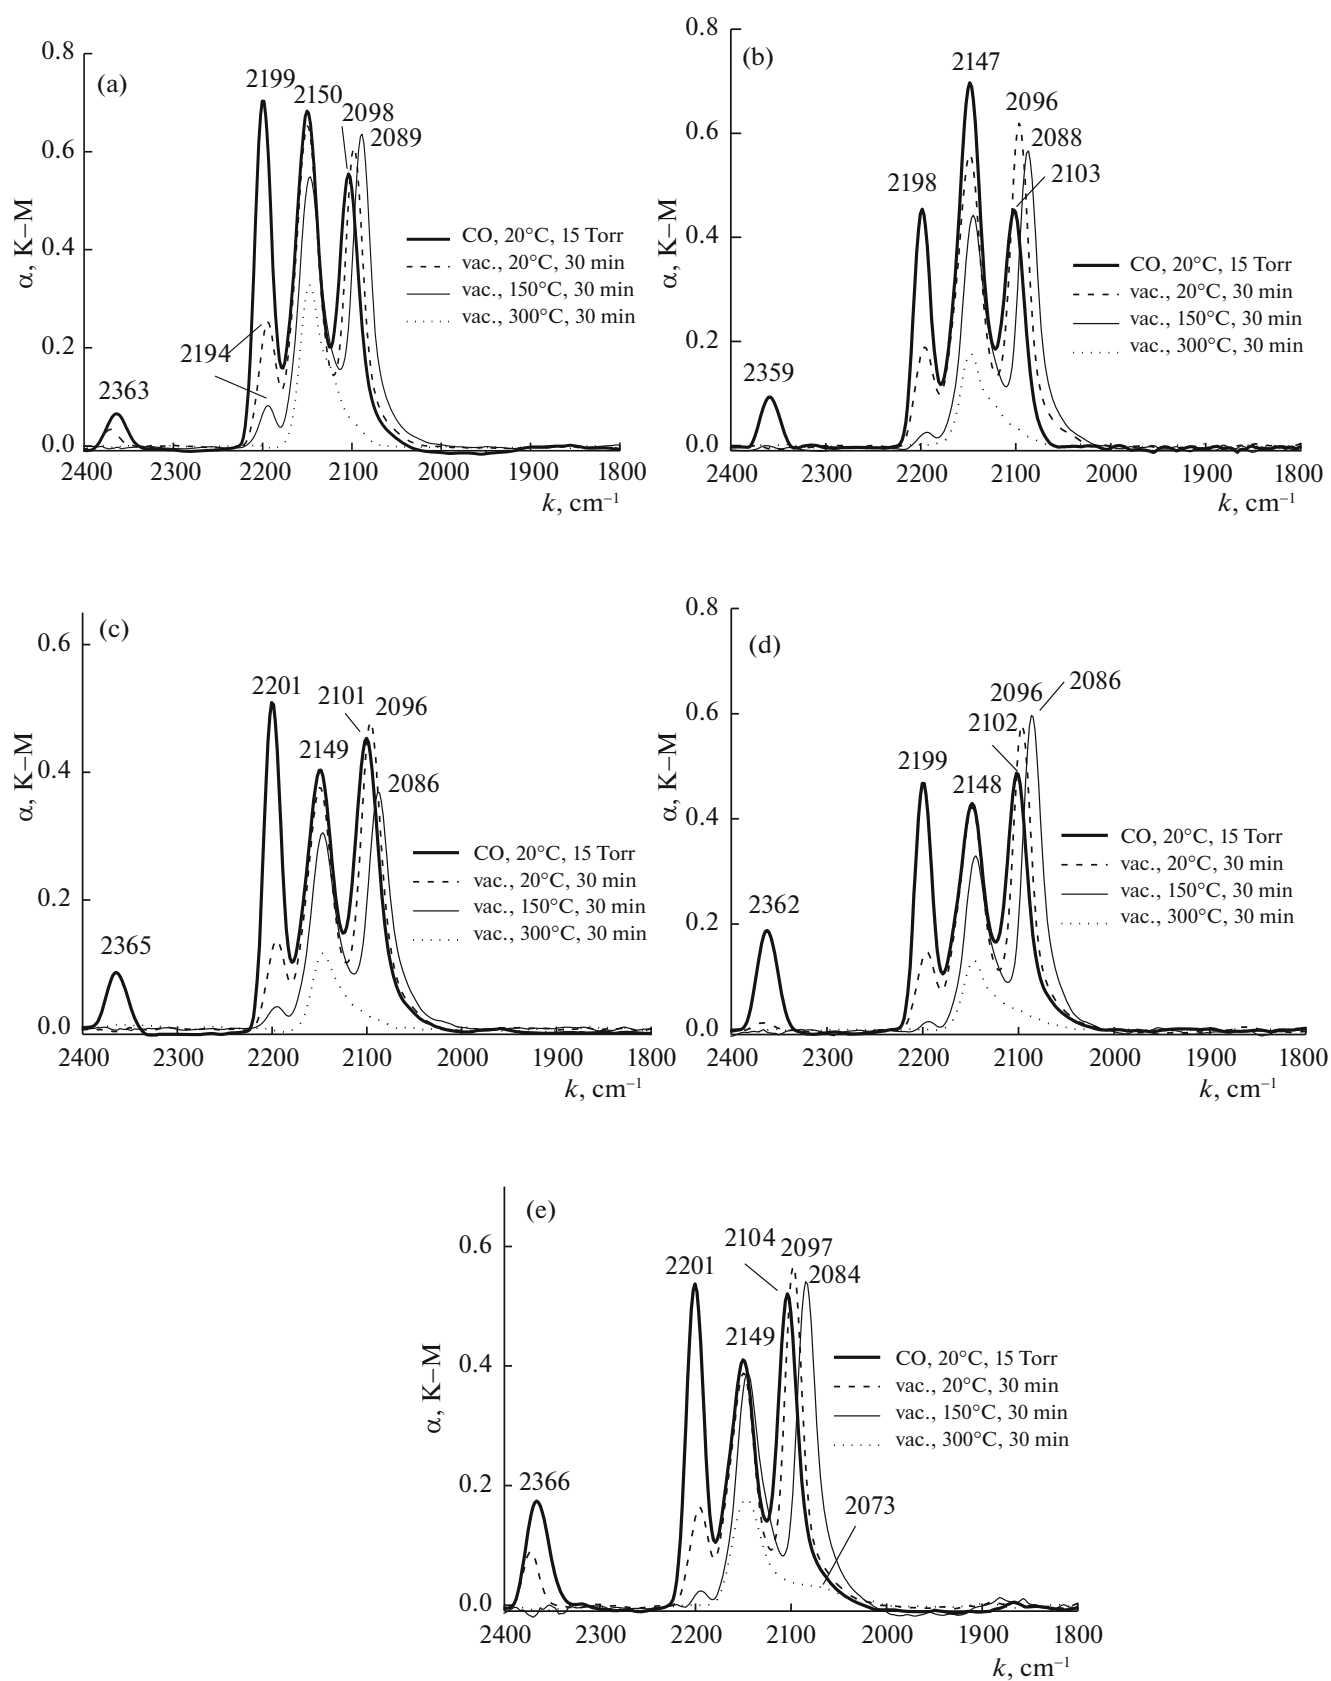 (a)
0.8
0.6
0.4
0.2
0.0
α, K–M
2199
2150
2098
2089
2194
2363
CO, 20°C, 15 Torr
vac., 20°C, 30 min
vac., 150°C, 30 min
vac., 300°C, 30 min
2400 2300 2200 2100 2000 1900 1800
k, cm⁻¹
(b)
0.8
0.6
0.4
0.2
0.0
α, K–M
2147
2096
2088
2103
2198
2359
CO, 20°C, 15 Torr
vac., 20°C, 30 min
vac., 150°C, 30 min
vac., 300°C, 30 min
2400 2300 2200 2100 2000 1900 1800
k, cm⁻¹
(c)
0.6
0.4
0.2
0.0
α, K–M
2201
2101
2096
2149
2086
2365
CO, 20°C, 15 Torr
vac., 20°C, 30 min
vac., 150°C, 30 min
vac., 300°C, 30 min
2400 2300 2200 2100 2000 1900 1800
k, cm⁻¹
(d)
0.8
0.6
0.4
0.2
0.0
α, K–M
2086
2096
2102
2199
2148
2362
CO, 20°C, 15 Torr
vac., 20°C, 30 min
vac., 150°C, 30 min
vac., 300°C, 30 min
2400 2300 2200 2100 2000 1900 1800
k, cm⁻¹
(e)
0.6
0.4
0.2
0.0
α, K–M
2104
2097
2201
2084
2149
2366
2073
CO, 20°C, 15 Torr
vac., 20°C, 30 min
vac., 150°C, 30 min
vac., 300°C, 30 min
2400 2300 2200 2100 2000 1900 1800
k, cm⁻¹